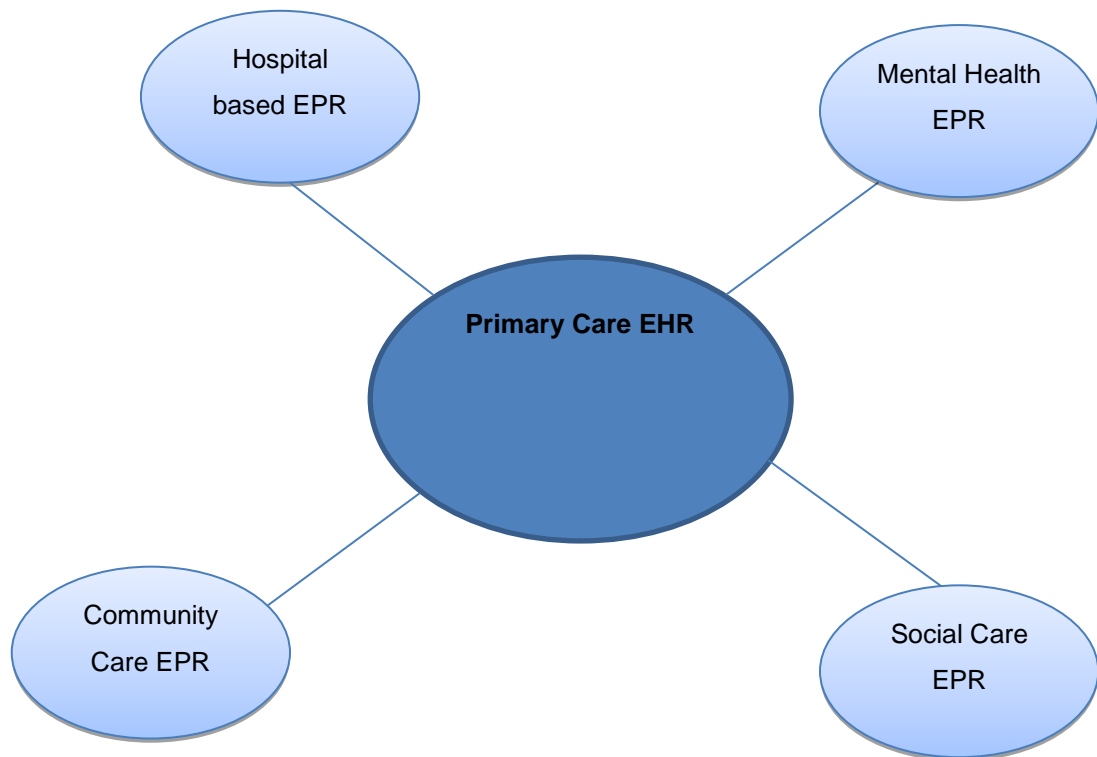 Hospital
based EPR
Mental Health
EPR
Primary Care EHR
Community
Care EPR
Social Care
EPR